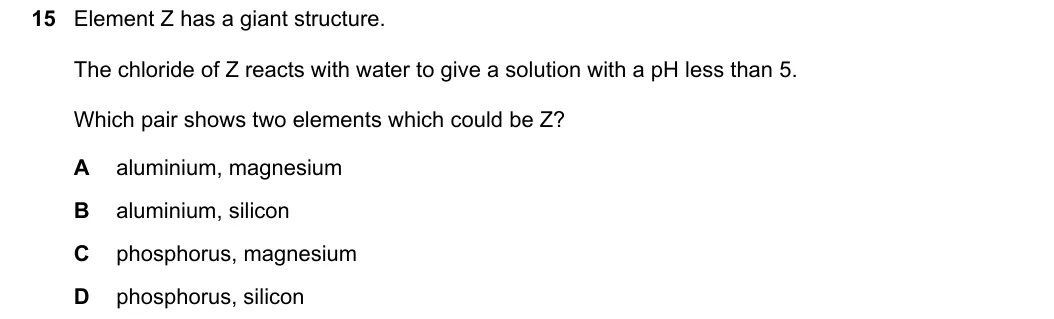 15 Element Z has a giant structure.
The chloride of Z reacts with water to give a solution with a pH less than 5.
Which pair shows two elements which could be Z?
A aluminium, magnesium
B aluminium, silicon
C phosphorus, magnesium
D phosphorus, silicon